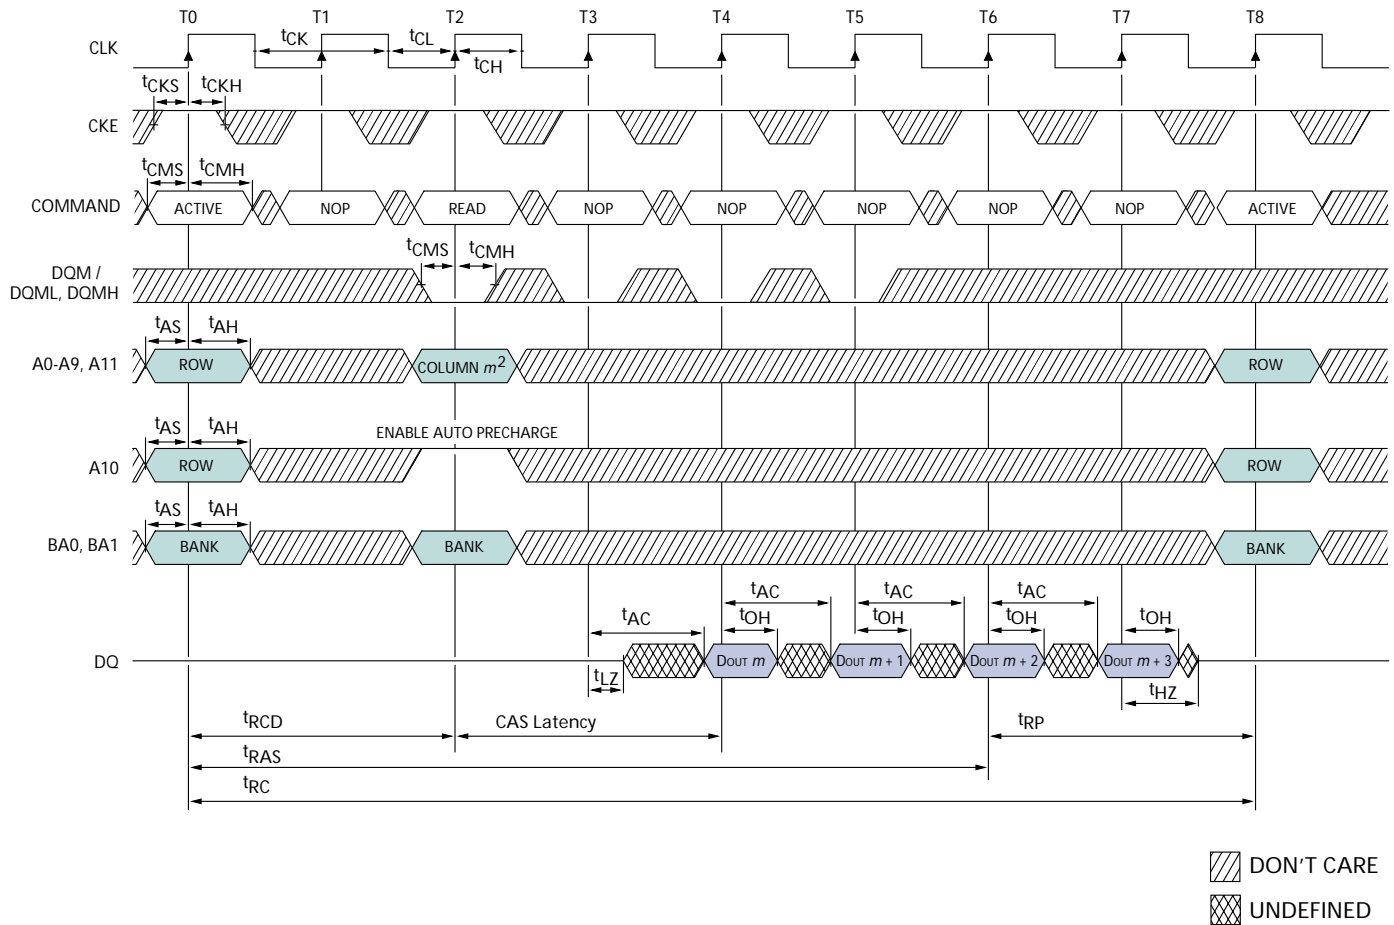 T0 T1 T2 T3 T4 T5 T6 T7 T8
CLK
tCK tCL
tCH
tCKS tCKH
CKE
tCMS tCMH
COMMAND ACTIVE NOP READ NOP NOP NOP NOP NOP ACTIVE
tCMS tCMH
DQM /
DQML, DQMH
tAS tAH
A0-A9, A11 ROW COLUMN m2 ROW
tAS tAH
ENABLE AUTO PRECHARGE
A10 ROW ROW
tAS tAH
BA0, BA1 BANK BANK BANK
tAC tAC tAC tAC
tOH tOH tOH tOH
DQ DOUT m DOUT m + 1 DOUT m + 2 DOUT m + 3
tLZ tHZ
tRCD CAS Latency tRP
tRAS
tRC
DON'T CARE
UNDEFINED